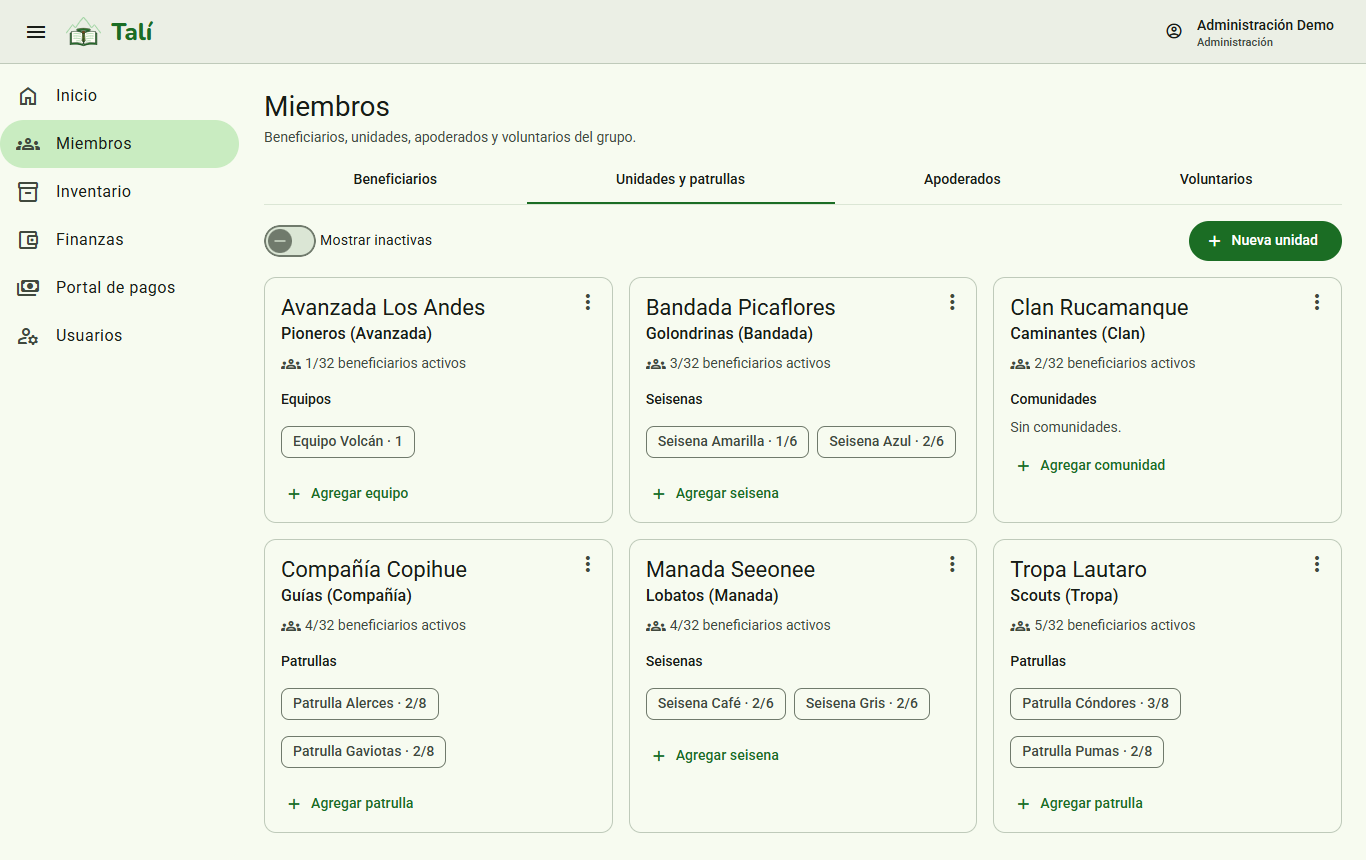 Talí
Administración Demo
Administración
Inicio
Miembros
Inventario
Finanzas
Portal de pagos
Usuarios
Miembros
Beneficiarios, unidades, apoderados y voluntarios del grupo.
Beneficiarios
Unidades y patrullas
Apoderados
Voluntarios
Mostrar inactivas
+ Nueva unidad
Avanzada Los Andes
Pioneros (Avanzada)
1/32 beneficiarios activos
Equipos
Equipo Volcán · 1
+ Agregar equipo
Bandada Picaflores
Golondrinas (Bandada)
3/32 beneficiarios activos
Seisenas
Seisena Amarilla · 1/6
Seisena Azul · 2/6
+ Agregar seisena
Clan Rucamanque
Caminantes (Clan)
2/32 beneficiarios activos
Comunidades
Sin comunidades.
+ Agregar comunidad
Compañía Copihue
Guías (Compañía)
4/32 beneficiarios activos
Patrullas
Patrulla Alerces · 2/8
Patrulla Gaviotas · 2/8
+ Agregar patrulla
Manada Seeonee
Lobatos (Manada)
4/32 beneficiarios activos
Seisenas
Seisena Café · 2/6
Seisena Gris · 2/6
+ Agregar seisena
Tropa Lautaro
Scouts (Tropa)
5/32 beneficiarios activos
Patrullas
Patrulla Cóndores · 3/8
Patrulla Pumas · 2/8
+ Agregar patrulla